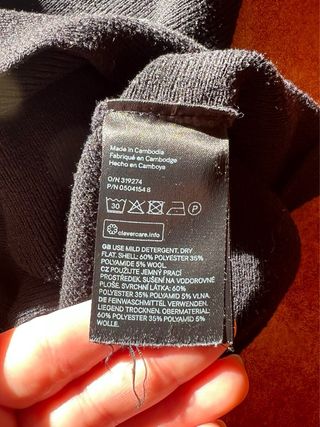 Made in Cambodia
Fabriqué en Cambodge
Hecho en Camboya
O/N 319274
P/N 0504154 S
30
P
clevercare.info
GB USE MILD DETERGENT. DRY
FLAT. SHELL: 60% POLYESTER 35%
POLYAMIDE 5% WOOL.
CZ POUŽIJTE JEMNÝ PRACÍ
PROSTŘEDEK. SUŠENÍ NA VODOROVNÉ
PLOŠE. SVRCHNÍ LÁTKA: 60%
POLYESTER 35% POLYAMID 5% VLNA.
DE FEINWASCHMITTEL VERWENDEN.
LIEGEND TROCKNEN. OBERMATERIAL:
60% POLYESTER 35% POLYAMID 5%
WOLLE.